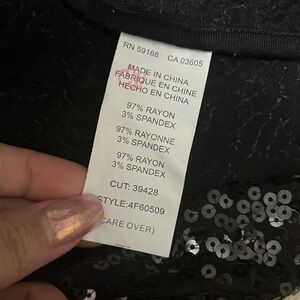 RN 59168 CA 03605
MADE IN CHINA
FABRIQUE EN CHINE
HECHO EN CHINA
97% RAYON
3% SPANDEX
97% RAYONNE
3% SPANDEX
97% RAYON
3% SPANDEX
CUT: 39428
STYLE:4F60509
(CARE OVER)